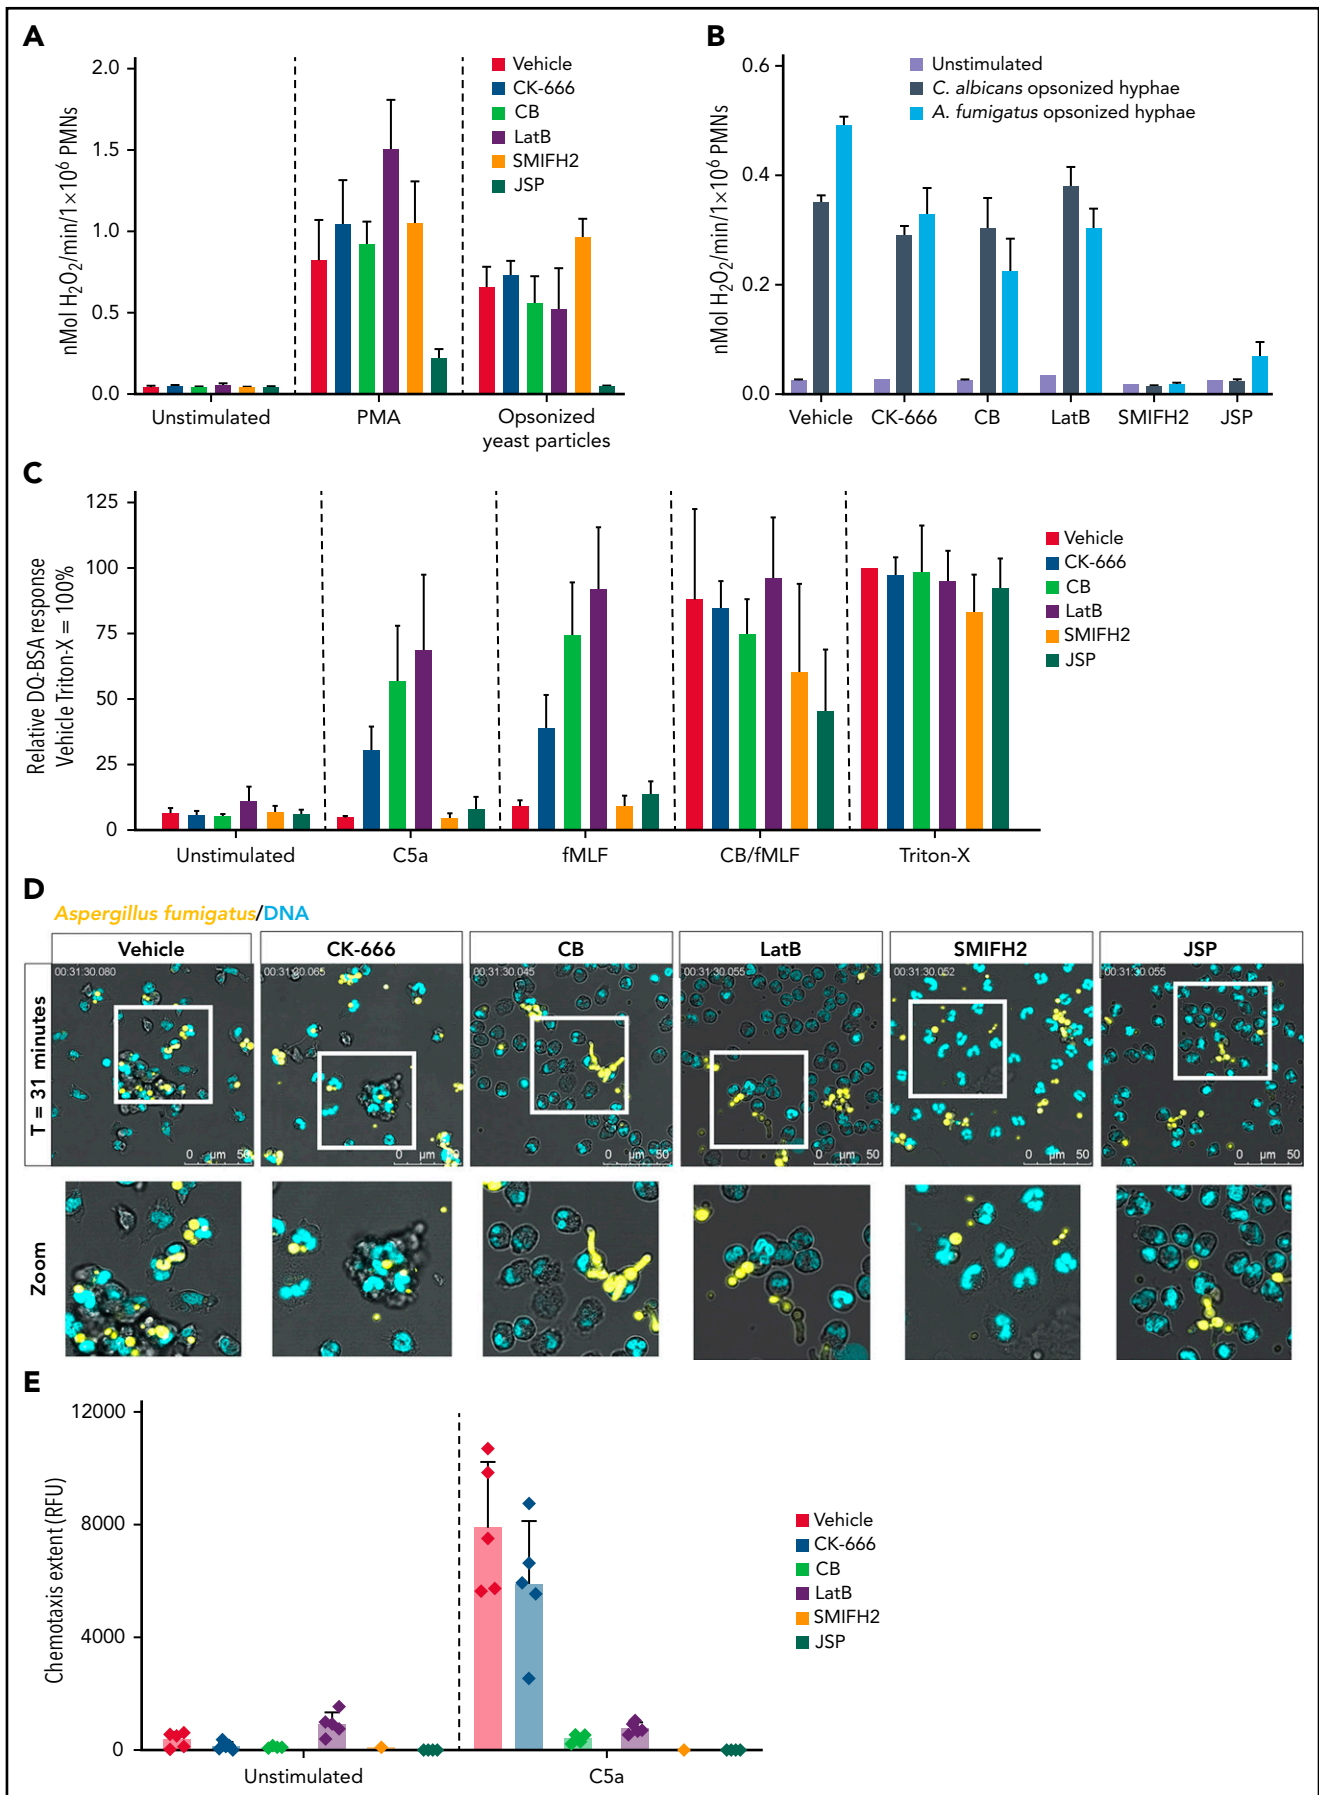 A
nMol H2O2/min/1×10⁶ PMNs
2.0
1.5
1.0
0.5
0.0
Vehicle
CK-666
CB
LatB
SMIFH2
JSP
Unstimulated
PMA
Opsonized
yeast particles
B
nMol H2O2/min/1×10⁶ PMNs
0.6
0.4
0.2
0.0
Unstimulated
C. albicans opsonized hyphae
A. fumigatus opsonized hyphae
Vehicle
CK-666
CB
LatB
SMIFH2
JSP
C
Relative DQ-BSA response
Vehicle Triton-X = 100%
125
100
75
50
25
0
Vehicle
CK-666
CB
LatB
SMIFH2
JSP
Unstimulated
C5a
fMLF
CB/fMLF
Triton-X
D
Aspergillus fumigatus/DNA
Vehicle
CK-666
CB
LatB
SMIFH2
JSP
T = 31 minutes
00:31:30.080
00:31:30.065
00:31:30.045
00:31:30.055
00:31:30.052
00:31:30.055
0 µm 50
0 µm 50
0 µm 50
0 µm 50
0 µm 50
0 µm 50
Zoom
E
Chemotaxis extent (RFU)
12000
8000
4000
0
Vehicle
CK-666
CB
LatB
SMIFH2
JSP
Unstimulated
C5a